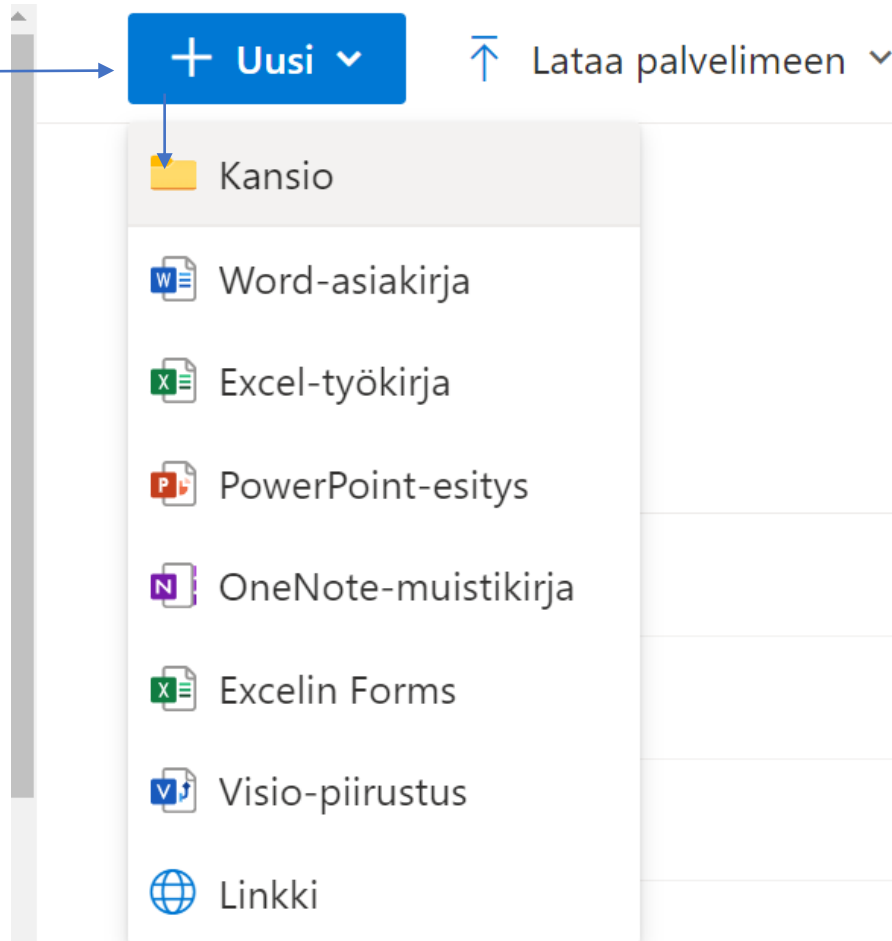 + Uusi
Lataa palvelimeen
Kansio
Word-asiakirja
Excel-työkirja
PowerPoint-esitys
OneNote-muistikirja
Excelin Forms
Visio-piirustus
Linkki